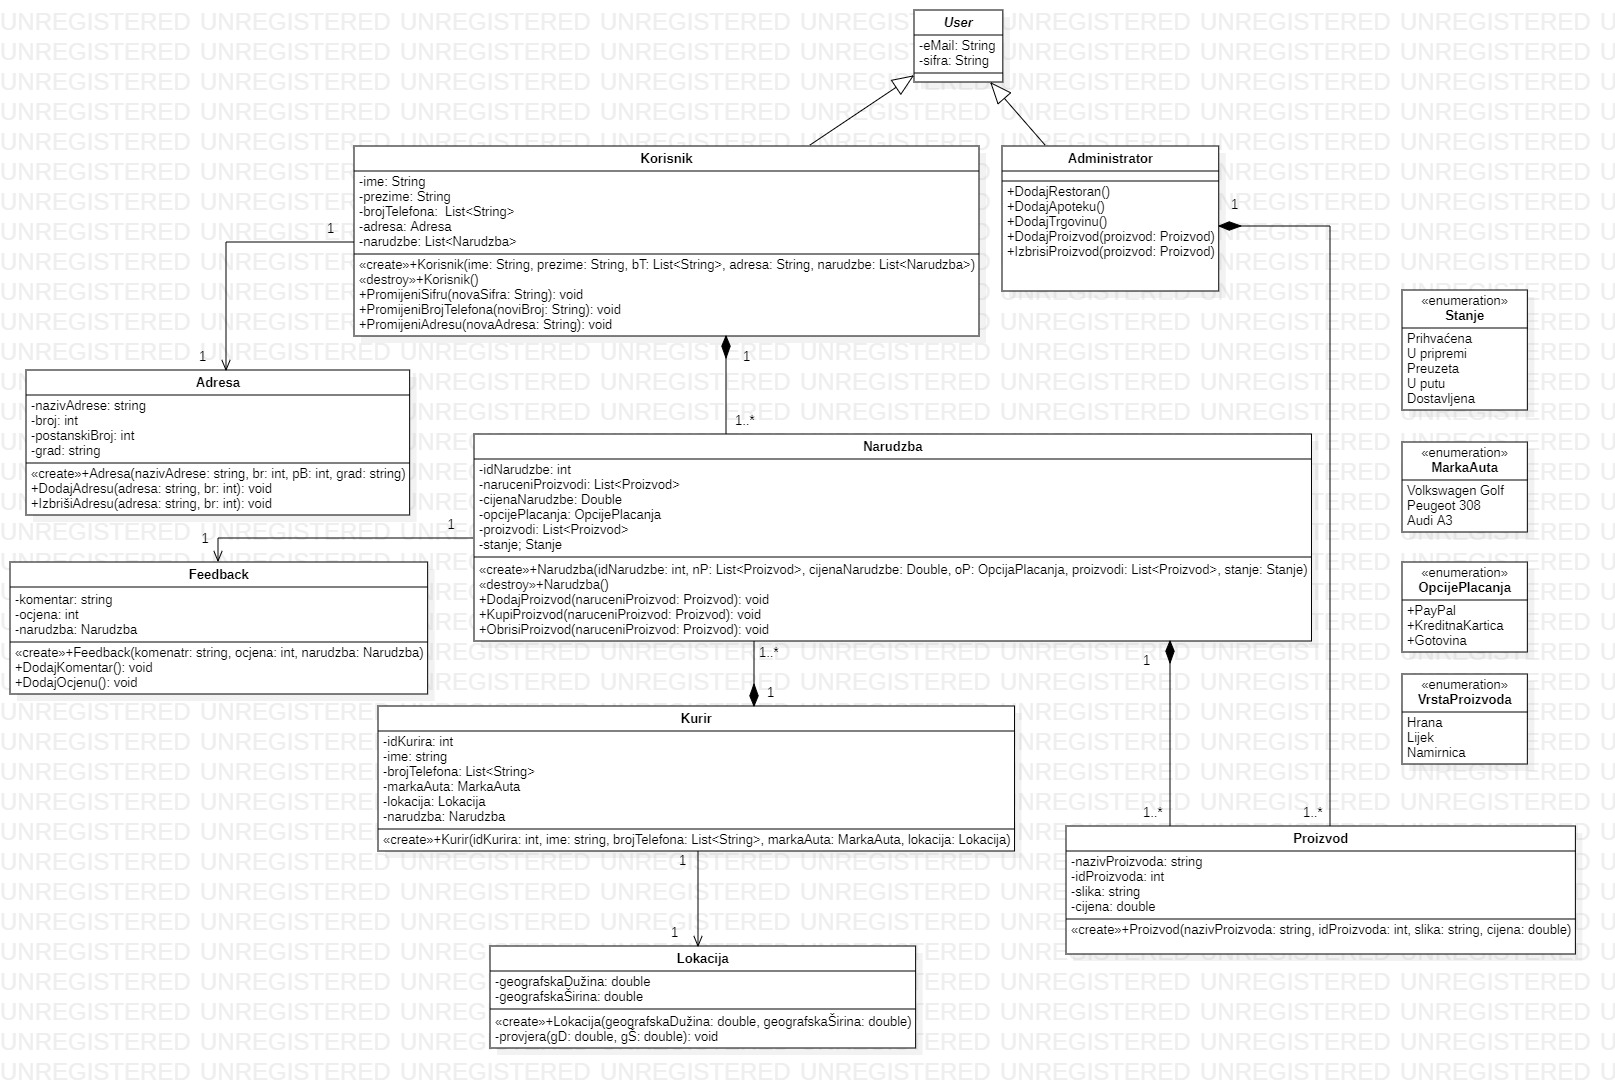 User
-eMail: String
-sifra: String
Korisnik
-ime: String
-prezime: String
-brojTelefona:  List<String>
-adresa: Adresa
-narudzbe: List<Narudzba>
«create»+Korisnik(ime: String, prezime: String, bT: List<String>, adresa: String, narudzbe: List<Narudzba>)
«destroy»+Korisnik()
+PromijeniSifru(novaSifra: String): void
+PromijeniBrojTelefona(noviBroj: String): void
+PromijeniAdresu(novaAdresa: String): void
Administrator
+DodajRestoran()
+DodajApoteku()
+DodajTrgovinu()
+DodajProizvod(proizvod: Proizvod)
+IzbrisiProizvod(proizvod: Proizvod)
1
1
1
Adresa
-nazivAdrese: string
-broj: int
-postanskiBroj: int
-grad: string
«create»+Adresa(nazivAdrese: string, br: int, pB: int, grad: string)
+DodajAdresu(adresa: string, br: int): void
+IzbrišiAdresu(adresa: string, br: int): void
1
1..*
Narudzba
-idNarudzbe: int
-naruceniProizvodi: List<Proizvod>
-cijenaNarudzbe: Double
-opcijePlacanja: OpcijePlacanja
-proizvodi: List<Proizvod>
-stanje; Stanje
«create»+Narudzba(idNarudzbe: int, nP: List<Proizvod>, cijenaNarudzbe: Double, oP: OpcijaPlacanja, proizvodi: List<Proizvod>, stanje: Stanje)
«destroy»+Narudzba()
+DodajProizvod(naruceniProizvod: Proizvod): void
+KupiProizvod(naruceniProizvod: Proizvod): void
+ObrisiProizvod(naruceniProizvod: Proizvod): void
1
1
Feedback
-komentar: string
-ocjena: int
-narudzba: Narudzba
«create»+Feedback(komenatr: string, ocjena: int, narudzba: Narudzba)
+DodajKomentar(): void
+DodajOcjenu(): void
1..*
1
Kurir
-idKurira: int
-ime: string
-brojTelefona: List<String>
-markaAuta: MarkaAuta
-lokacija: Lokacija
-narudzba: Narudzba
«create»+Kurir(idKurira: int, ime: string, brojTelefona: List<String>, markaAuta: MarkaAuta, lokacija: Lokacija)
1
1
Lokacija
-geografskaDužina: double
-geografskaŠirina: double
«create»+Lokacija(geografskaDužina: double, geografskaŠirina: double)
-provjera(gD: double, gŠ: double): void
1
1..*
1..*
Proizvod
-nazivProizvoda: string
-idProizvoda: int
-slika: string
-cijena: double
«create»+Proizvod(nazivProizvoda: string, idProizvoda: int, slika: string, cijena: double)
«enumeration»
Stanje
Prihvaćena
U pripremi
Preuzeta
U putu
Dostavljena
«enumeration»
MarkaAuta
Volkswagen Golf
Peugeot 308
Audi A3
«enumeration»
OpcijePlacanja
+PayPal
+KreditnaKartica
+Gotovina
«enumeration»
VrstaProizvoda
Hrana
Lijek
Namirnica
UNREGISTERED